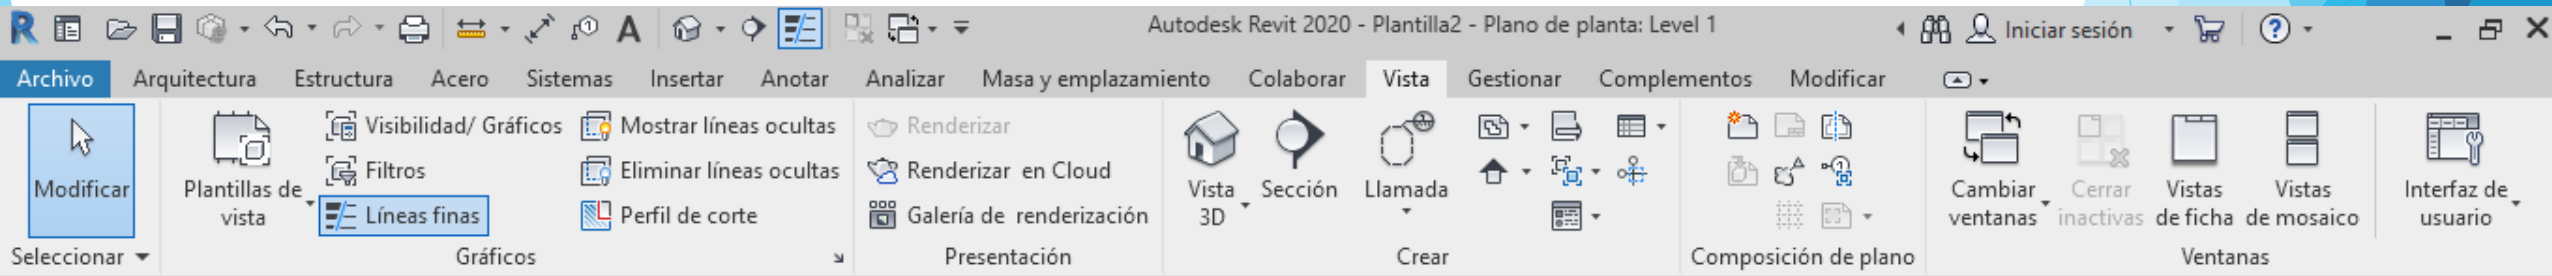 Autodesk Revit 2020 - Plantilla2 - Plano de planta: Level 1
Iniciar sesión
Archivo Arquitectura Estructura Acero Sistemas Insertar Anotar Analizar Masa y emplazamiento Colaborar Vista Gestionar Complementos Modificar
Modificar
Seleccionar
Plantillas de
vista
Visibilidad/ Gráficos
Filtros
Líneas finas
Mostrar líneas ocultas
Eliminar líneas ocultas
Perfil de corte
Gráficos
Renderizar
Renderizar en Cloud
Galería de renderización
Presentación
Vista
3D
Sección
Llamada
Crear
Composición de plano
Cambiar
ventanas
Cerrar
inactivas
Vistas
de ficha
Vistas
de mosaico
Ventanas
Interfaz de
usuario